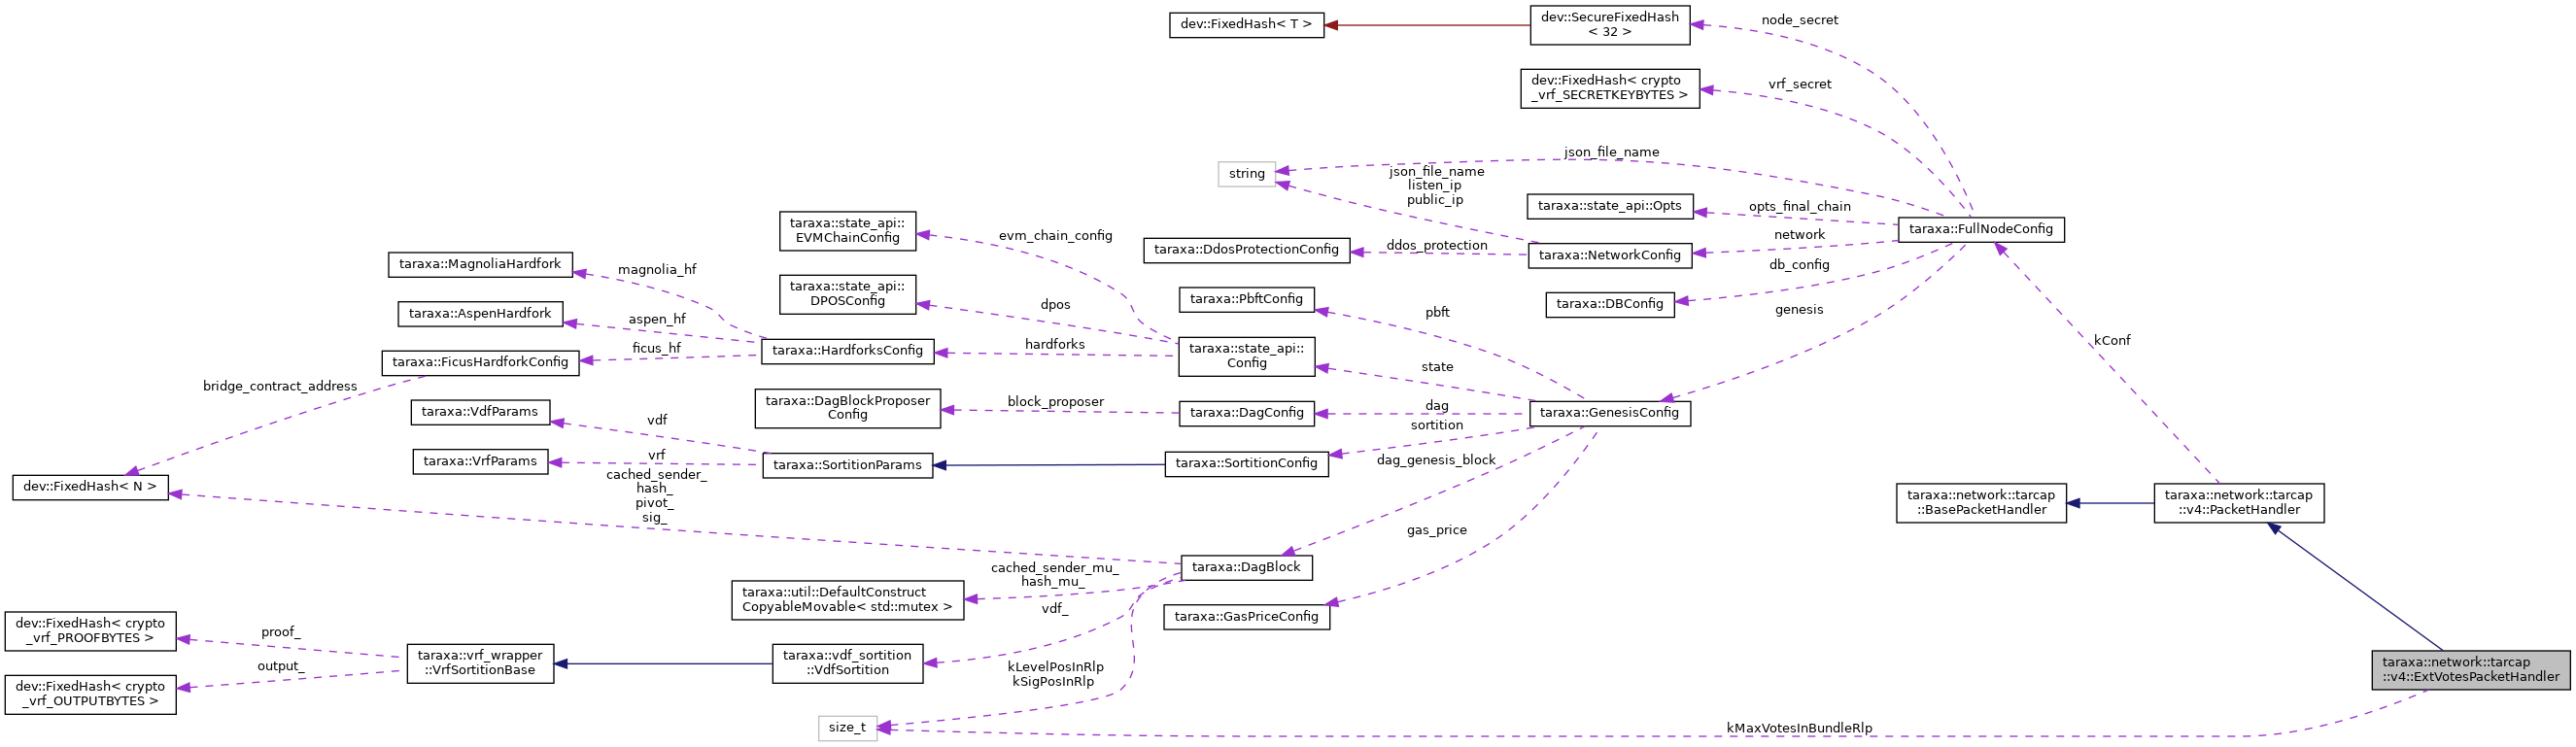 dev::FixedHash< T >
dev::SecureFixedHash
< 32 >
node_secret
dev::FixedHash< crypto
_vrf_SECRETKEYBYTES >
vrf_secret
string
json_file_name
json_file_name
listen_ip
public_ip
taraxa::state_api::Opts
opts_final_chain
taraxa::FullNodeConfig
taraxa::state_api::
EVMChainConfig
evm_chain_config
taraxa::DdosProtectionConfig
ddos_protection
taraxa::NetworkConfig
network
taraxa::MagnoliaHardfork
magnolia_hf
db_config
taraxa::state_api::
DPOSConfig
dpos
taraxa::PbftConfig
pbft
taraxa::DBConfig
genesis
taraxa::AspenHardfork
aspen_hf
kConf
taraxa::FicusHardforkConfig
ficus_hf
taraxa::HardforksConfig
hardforks
taraxa::state_api::
Config
state
bridge_contract_address
taraxa::DagBlockProposer
Config
block_proposer
taraxa::DagConfig
dag
taraxa::GenesisConfig
taraxa::VdfParams
vdf
sortition
taraxa::VrfParams
vrf
taraxa::SortitionParams
taraxa::SortitionConfig
dag_genesis_block
dev::FixedHash< N >
cached_sender_
hash_
pivot_
sig_
taraxa::network::tarcap
::BasePacketHandler
taraxa::network::tarcap
::v4::PacketHandler
gas_price
taraxa::DagBlock
cached_sender_mu_
hash_mu_
taraxa::util::DefaultConstruct
CopyableMovable< std::mutex >
vdf_
taraxa::GasPriceConfig
dev::FixedHash< crypto
_vrf_PROOFBYTES >
proof_
taraxa::vrf_wrapper
::VrfSortitionBase
taraxa::vdf_sortition
::VdfSortition
kLevelPosInRlp
kSigPosInRlp
output_
dev::FixedHash< crypto
_vrf_OUTPUTBYTES >
taraxa::network::tarcap
::v4::ExtVotesPacketHandler
size_t
kMaxVotesInBundleRlp